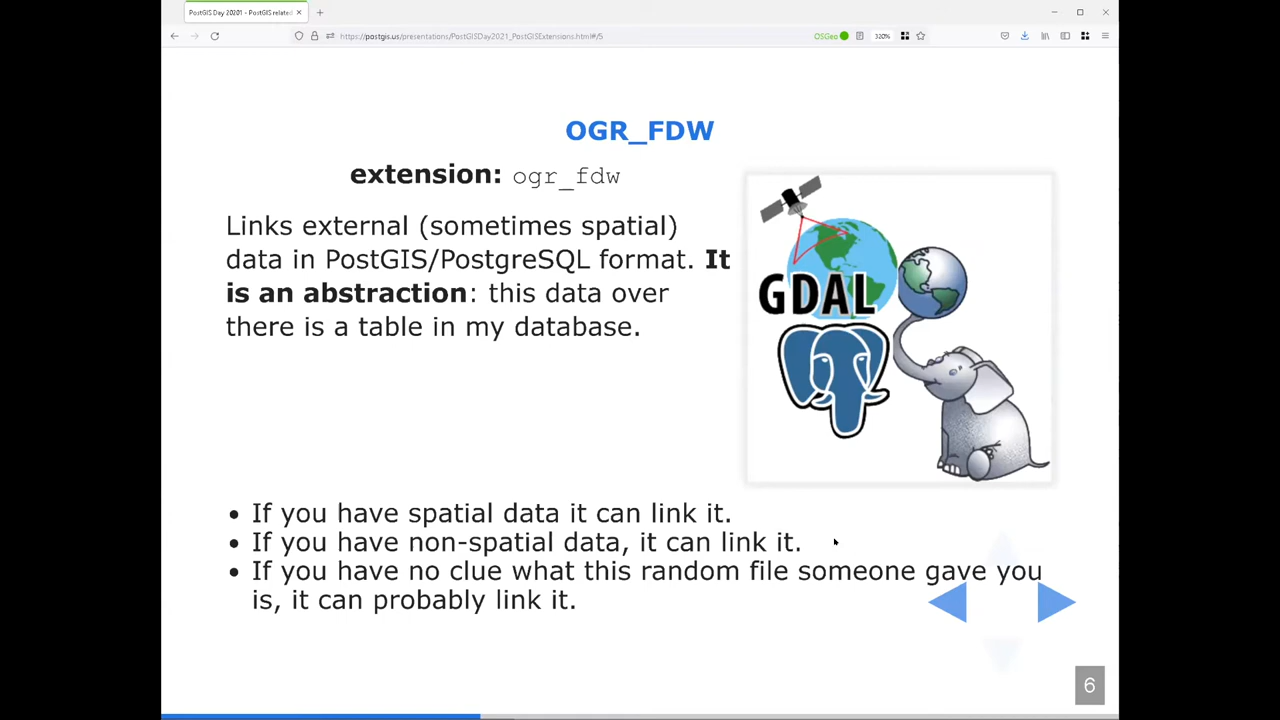 PostGIS Day 20201 - PostGIS related
https://postgis.us/presentations/PostGISDay2021_PostGISExtensions.html#/5
OSGeo
320%
OGR_FDW
extension: ogr_fdw
Links external (sometimes spatial)
data in PostGIS/PostgreSQL format. It
is an abstraction: this data over
there is a table in my database.
GDAL
• If you have spatial data it can link it.
• If you have non-spatial data, it can link it.
• If you have no clue what this random file someone gave you
is, it can probably link it.
6